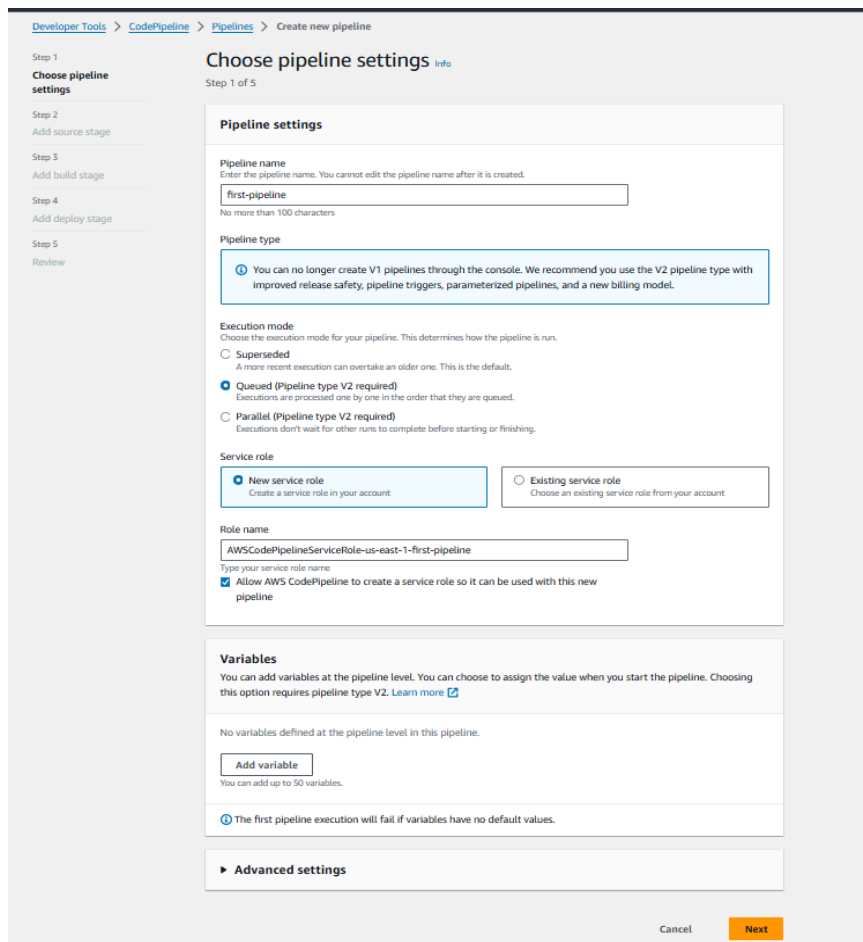 Developer Tools > CodePipeline > Pipelines > Create new pipeline
Step 1
Choose pipeline
settings
Step 2
Add source stage
Step 3
Add build stage
Step 4
Add deploy stage
Step 5
Review
Choose pipeline settings Info
Step 1 of 5
Pipeline settings
Pipeline name
Enter the pipeline name. You cannot edit the pipeline name after it is created.
first-pipeline
No more than 100 characters
Pipeline type
You can no longer create V1 pipelines through the console. We recommend you use the V2 pipeline type with
improved release safety, pipeline triggers, parameterized pipelines, and a new billing model.
Execution mode
Choose the execution mode for your pipeline. This determines how the pipeline is run.
Superseded
A more recent execution can overtake an older one. This is the default.
Queued (Pipeline type V2 required)
Executions are processed one by one in the order that they are queued.
Parallel (Pipeline type V2 required)
Executions don't wait for other runs to complete before starting or finishing.
Service role
New service role
Create a service role in your account
Existing service role
Choose an existing service role from your account
Role name
AWSCodePipelineServiceRole-us-east-1-first-pipeline
Type your service role name
Allow AWS CodePipeline to create a service role so it can be used with this new
pipeline
Variables
You can add variables at the pipeline level. You can choose to assign the value when you start the pipeline. Choosing
this option requires pipeline type V2. Learn more
No variables defined at the pipeline level in this pipeline.
Add variable
You can add up to 50 variables.
The first pipeline execution will fail if variables have no default values.
Advanced settings
Cancel
Next